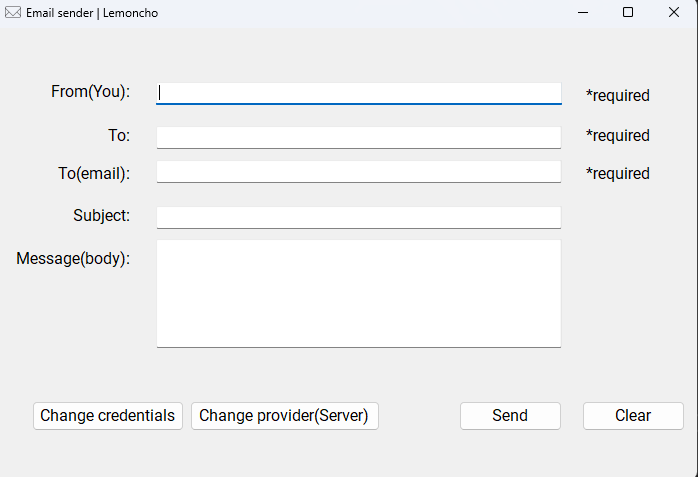 Email sender | Lemoncho
From(You): *required
To: *required
To(email): *required
Subject:
Message(body):
Change credentials Change provider(Server) Send Clear